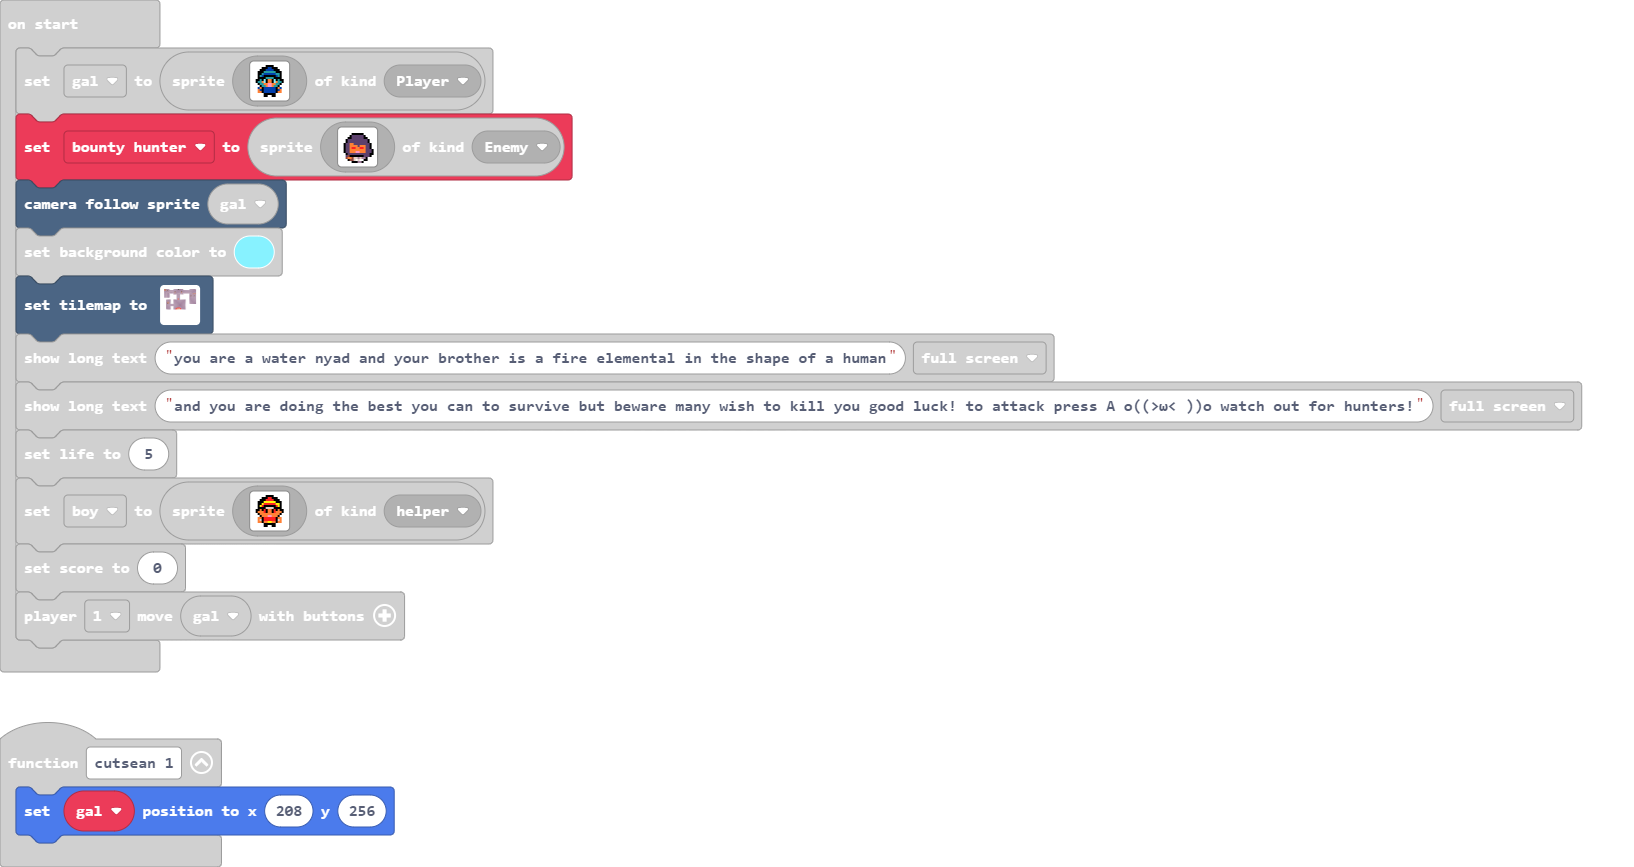 on start
set gal to sprite of kind Player
set bounty hunter to sprite of kind Enemy
camera follow sprite gal
set background color to
set tilemap to
show long text "you are a water nyad and your brother is a fire elemental in the shape of a human" full screen
show long text "and you are doing the best you can to survive but beware many wish to kill you good luck! to attack press A o((>ω< ))o watch out for hunters!" full screen
set life to 5
set boy to sprite of kind helper
set score to 0
player 1 move gal with buttons
function cutsean 1
set gal position to x 208 y 256